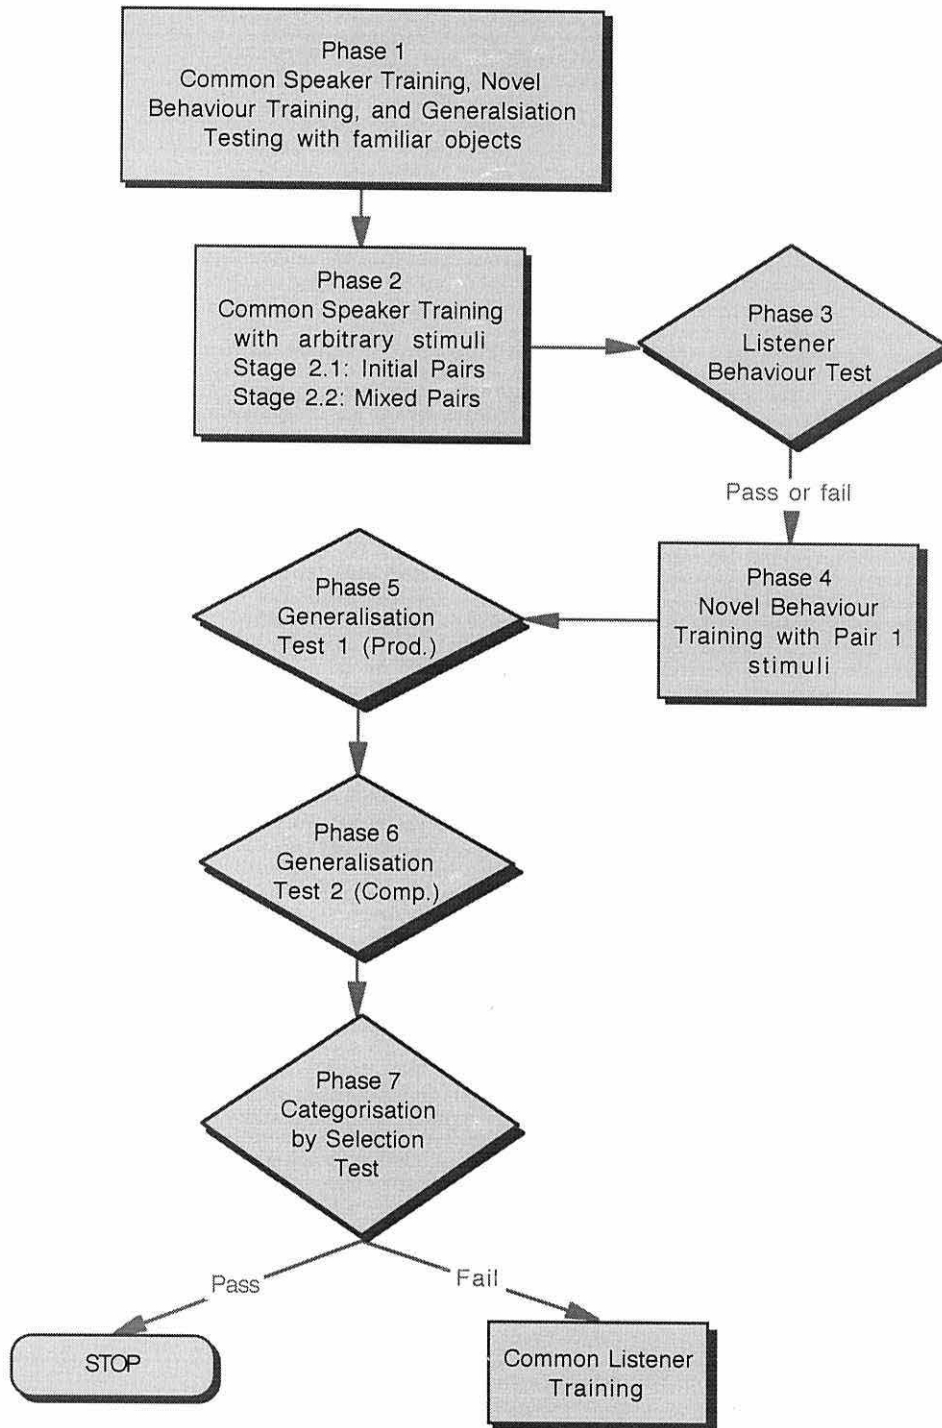 Phase 1
Common Speaker Training, Novel
Behaviour Training, and Generalsiation
Testing with familiar objects
Phase 2
Common Speaker Training
with arbitrary stimuli
Stage 2.1: Initial Pairs
Stage 2.2: Mixed Pairs
Phase 3
Listener
Behaviour Test
Pass or fail
Phase 4
Novel Behaviour
Training with Pair 1
stimuli
Phase 5
Generalisation
Test 1 (Prod.)
Phase 6
Generalisation
Test 2 (Comp.)
Phase 7
Categorisation
by Selection
Test
Pass
Fail
STOP
Common Listener
Training